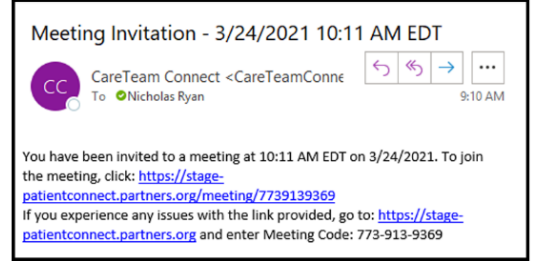 Meeting Invitation - 3/24/2021 10:11 AM EDT
CC
CareTeam Connect <CareTeamConne
To Nicholas Ryan
9:10 AM
You have been invited to a meeting at 10:11 AM EDT on 3/24/2021. To join
the meeting, click: https://stage-
patientconnect.partners.org/meeting/7739139369
If you experience any issues with the link provided, go to: https://stage-
patientconnect.partners.org and enter Meeting Code: 773-913-9369